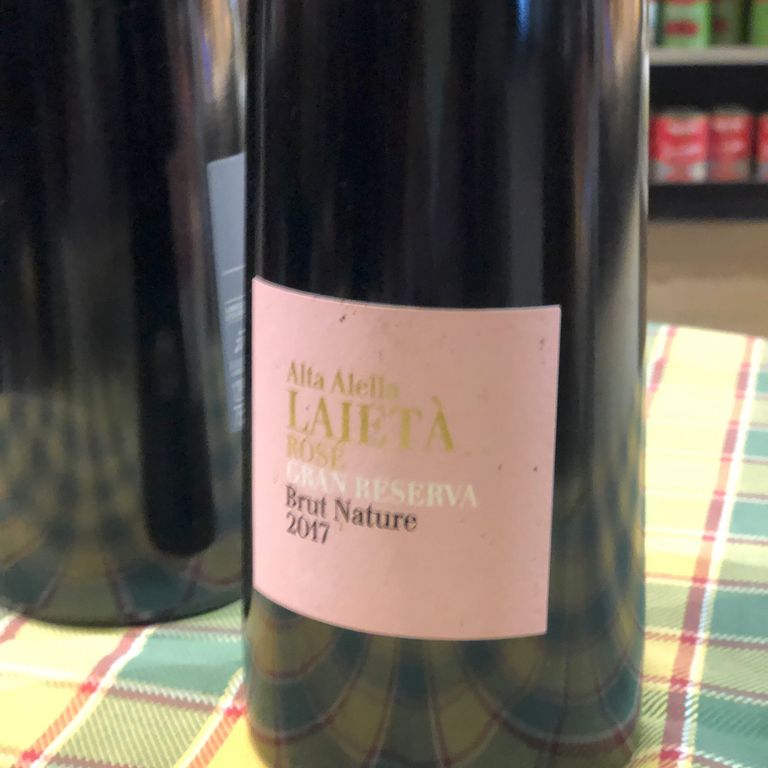 Alta Alella
LAIETÀ
ROSÉ
GRAN RESERVA
Brut Nature
2017